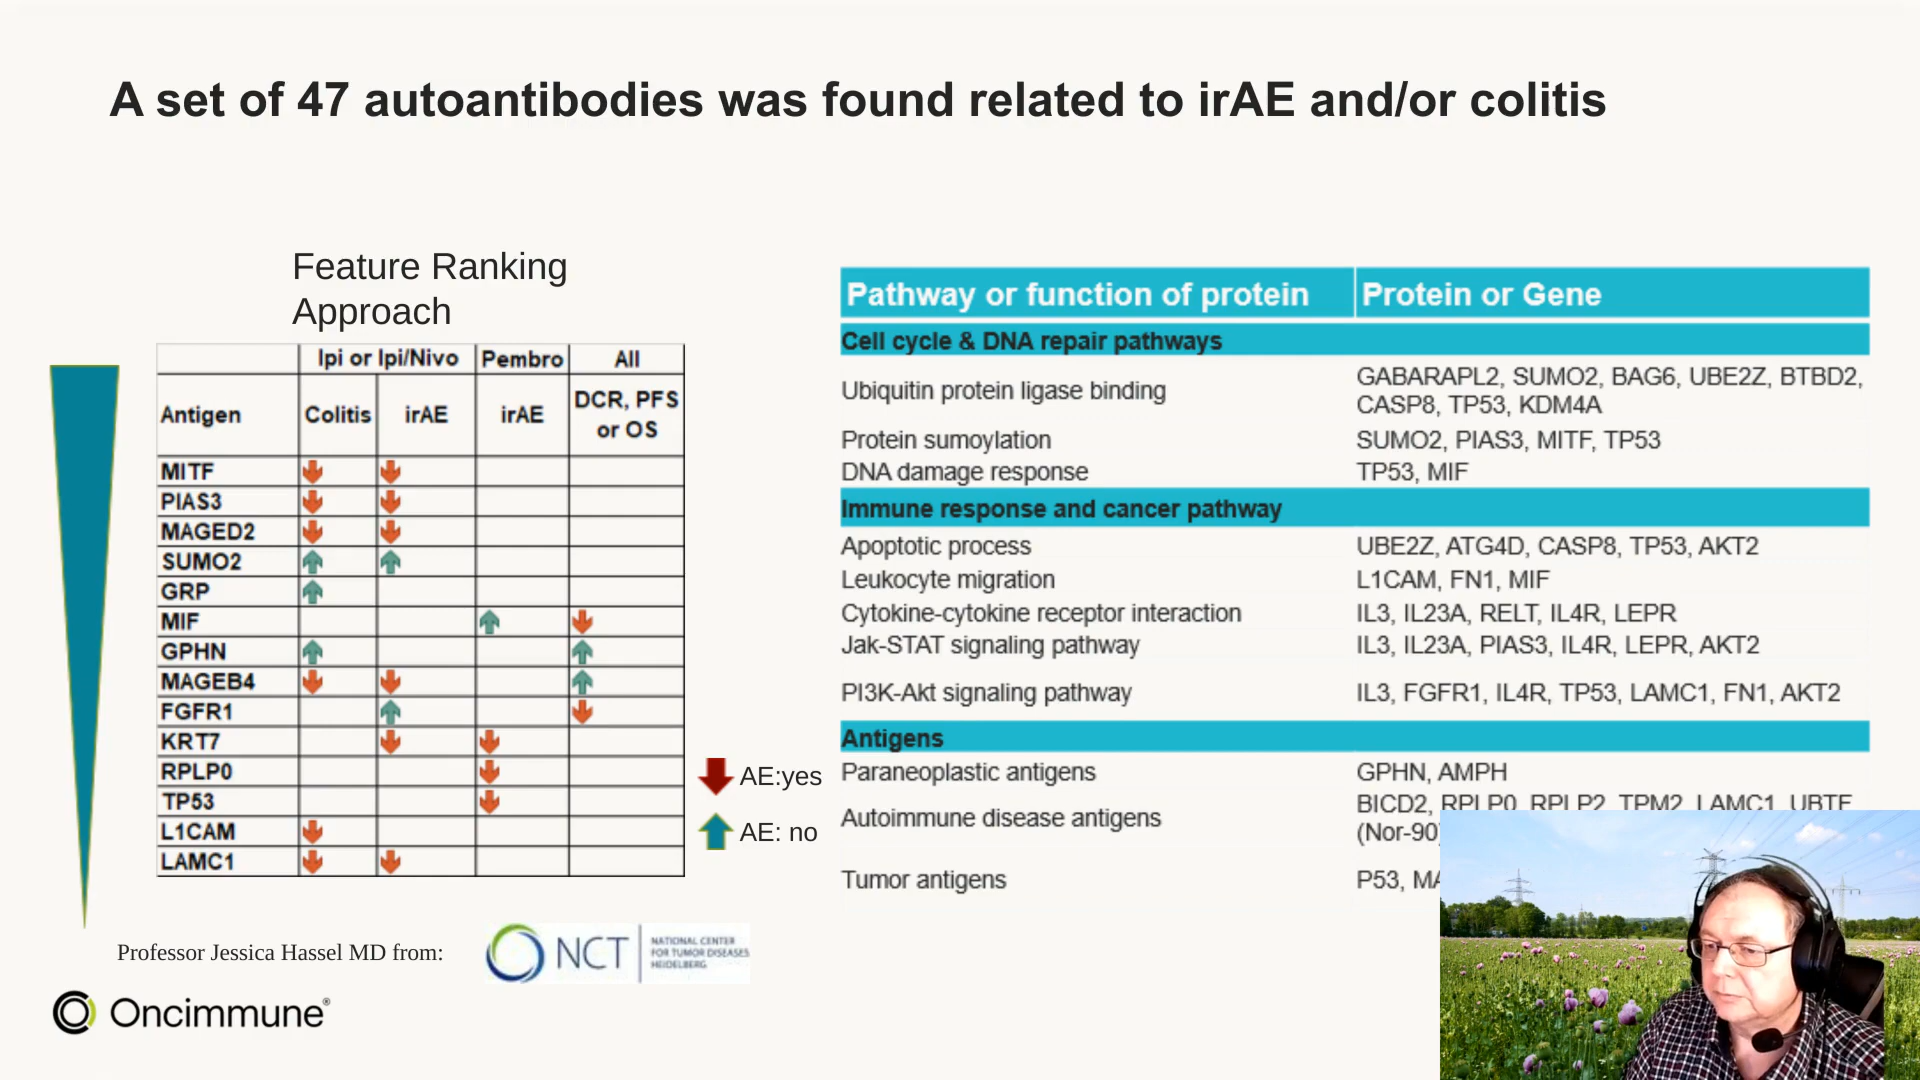 A set of 47 autoantibodies was found related to irAE and/or colitis
Feature Ranking
Approach
Ipi or Ipi/Nivo Pembro All
Antigen Colitis irAE irAE DCR, PFS or OS
MITF
PIAS3
MAGED2
SUMO2
GRP
MIF
GPHN
MAGEB4
FGFR1
KRT7
RPLP0
TP53
L1CAM
LAMC1
AE:yes
AE: no
Pathway or function of protein Protein or Gene
Cell cycle & DNA repair pathways
Ubiquitin protein ligase binding GABARAPL2, SUMO2, BAG6, UBE2Z, BTBD2,
CASP8, TP53, KDM4A
Protein sumoylation SUMO2, PIAS3, MITF, TP53
DNA damage response TP53, MIF
Immune response and cancer pathway
Apoptotic process UBE2Z, ATG4D, CASP8, TP53, AKT2
Leukocyte migration L1CAM, FN1, MIF
Cytokine-cytokine receptor interaction IL3, IL23A, RELT, IL4R, LEPR
Jak-STAT signaling pathway IL3, IL23A, PIAS3, IL4R, LEPR, AKT2
PI3K-Akt signaling pathway IL3, FGFR1, IL4R, TP53, LAMC1, FN1, AKT2
Antigens
Paraneoplastic antigens GPHN, AMPH
Autoimmune disease antigens BICD2, RPLP0, RPLP2, TPM2, LAMC1, UBTF
(Nor-90
Tumor antigens P53,
Professor Jessica Hassel MD from:
NCT
NATIONAL CENTER
FOR TUMOR DISEASES
HEIDELBERG
Oncimmune®